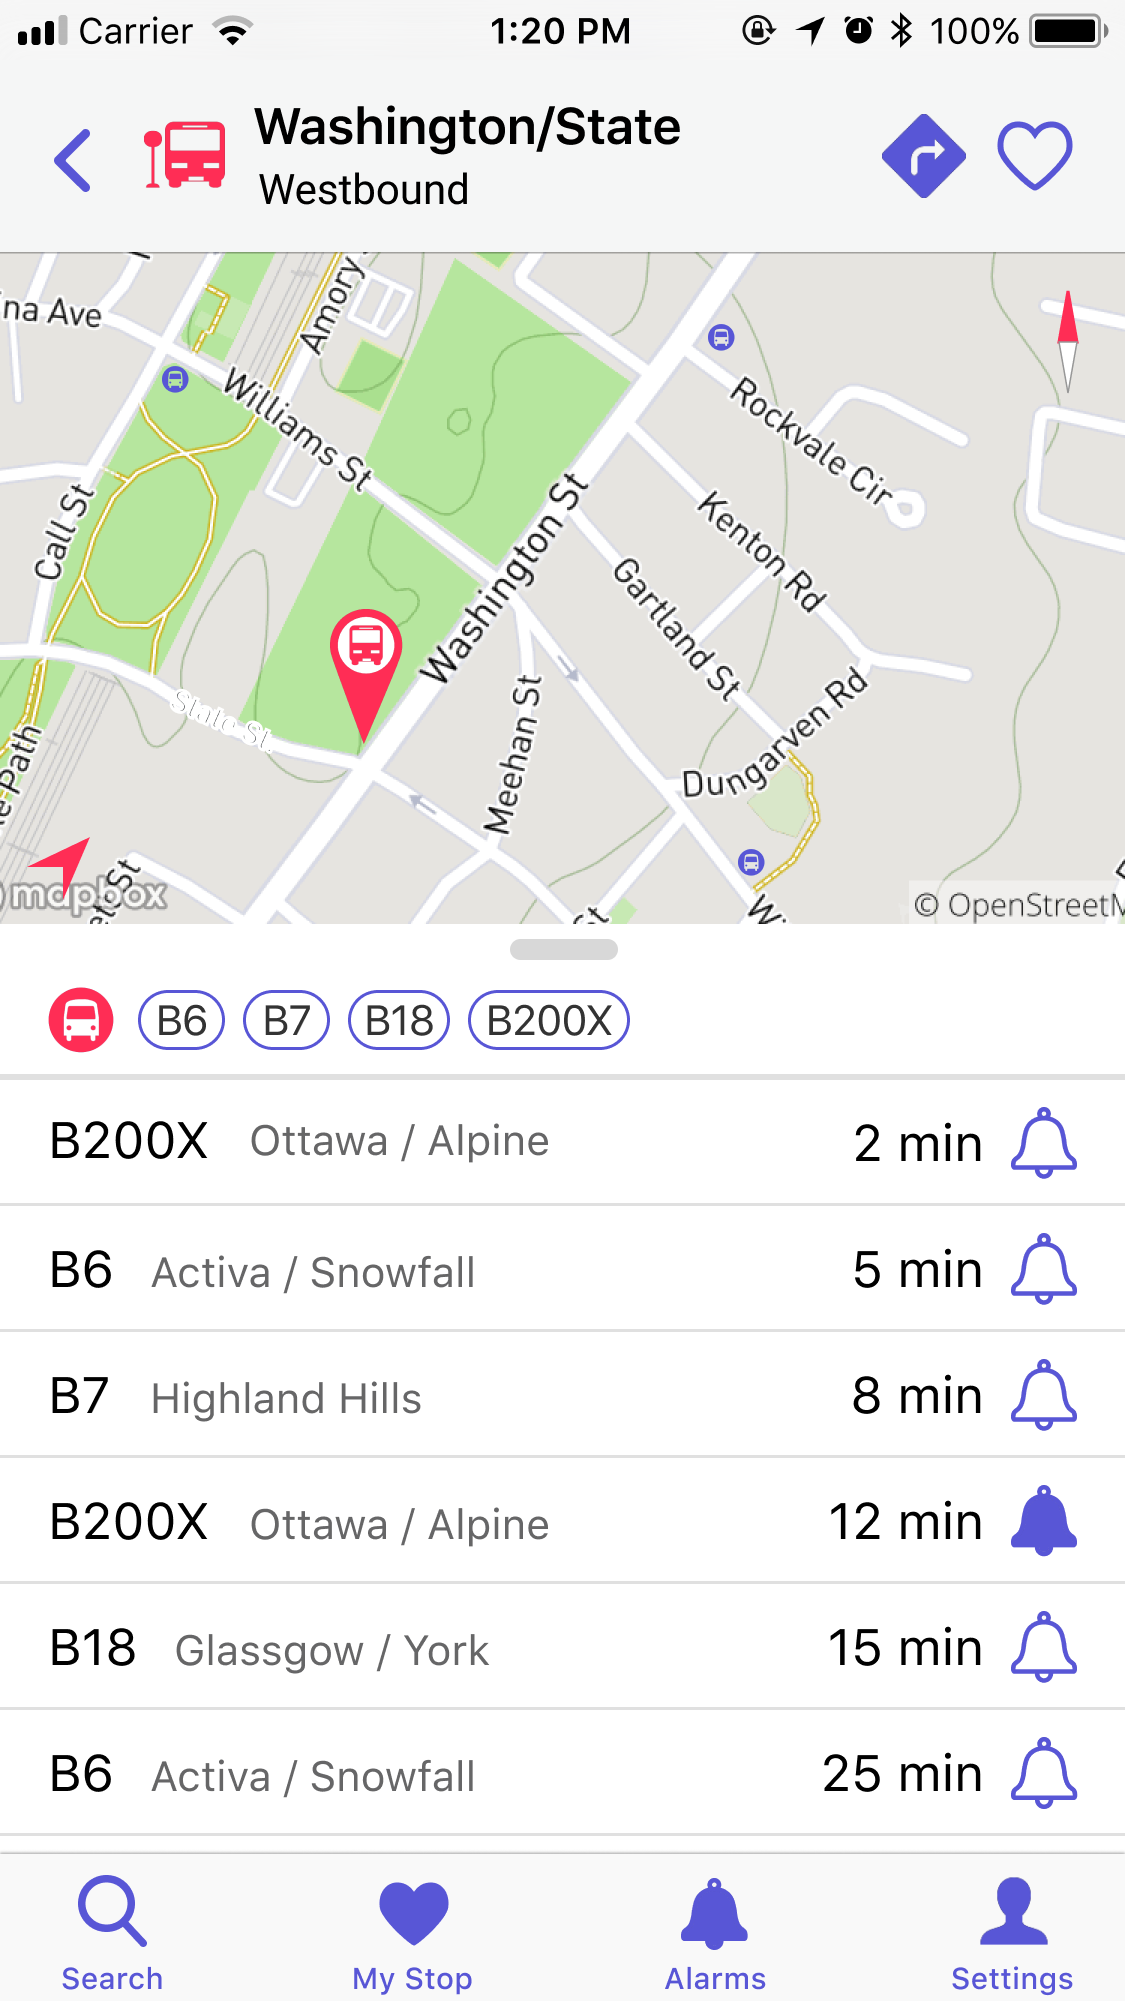 Carrier 1:20 PM 100%
Washington/State
Westbound
na Ave
Amory
Williams St
Rockvale Cir
Call St
Washington St
Kenton Rd
Gartland St
State St.
Meehan St
Dungarven Rd
Path
mapbox
St
© OpenStreetM
B6 B7 B18 B200X
B200X Ottawa / Alpine 2 min
B6 Activa / Snowfall 5 min
B7 Highland Hills 8 min
B200X Ottawa / Alpine 12 min
B18 Glassgow / York 15 min
B6 Activa / Snowfall 25 min
Search My Stop Alarms Settings